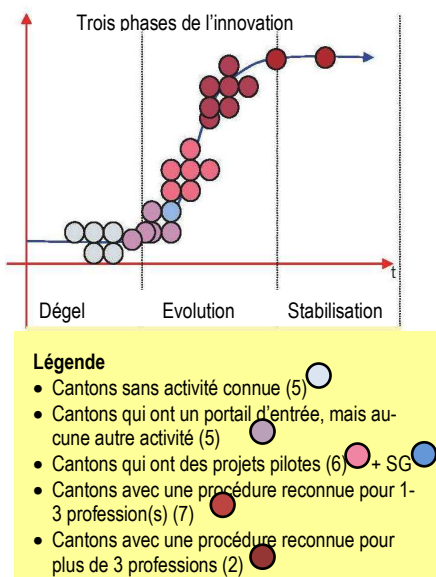 Trois phases de l'innovation
t
Dégel Evolution Stabilisation
Légende
• Cantons sans activité connue (5)
• Cantons qui ont un portail d'entrée, mais au-
cune autre activité (5)
• Cantons qui ont des projets pilotes (6) + SG
• Cantons avec une procédure reconnue pour 1-
3 profession(s) (7)
• Cantons avec une procédure reconnue pour
plus de 3 professions (2)